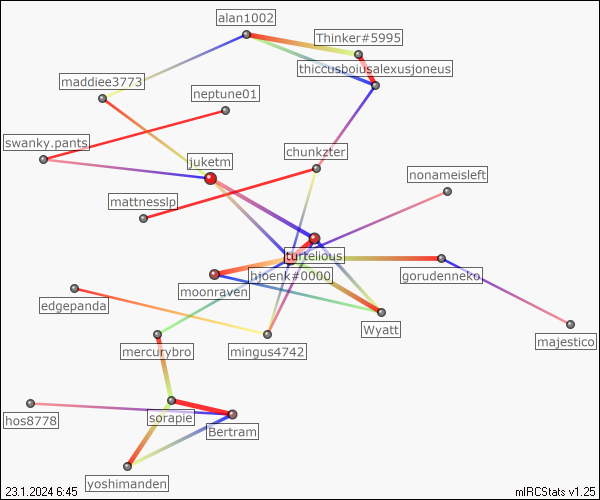 alan1002
Thinker#5995
thiccusboiusalexusjoneus
maddiee3773
neptune01
swanky.pants
chunkzter
juketm
nonameisleft
mattnesslp
turtelious
bjoenk#0000
gorudenneko
moonraven
edgepanda
Wyatt
majestico
mercurybro
mingus4742
hos8778
sorapie
Bertram
yoshimanden
23.1.2024 6:45
mIRCStats v1.25